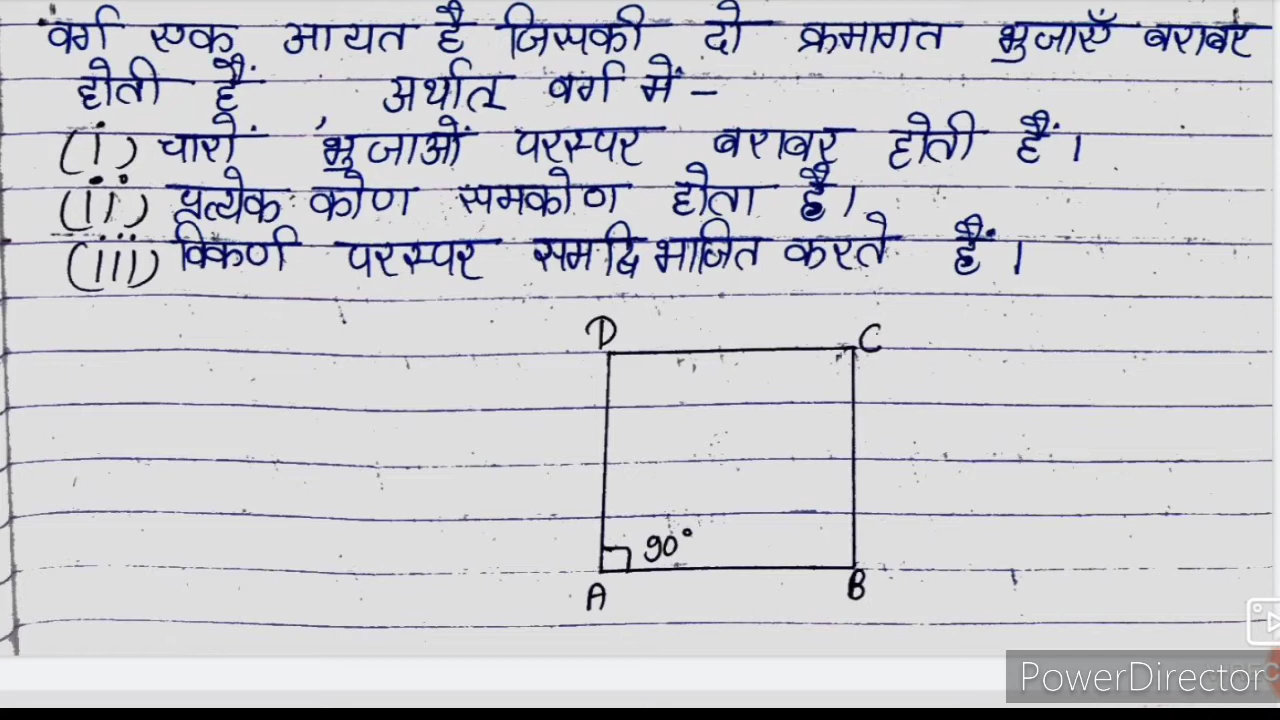 वर्ग एक आयत है जिसकी दो क्रमागत भुजाएँ बराबर
होती हैं अर्थात् वर्ग में -
(i) चारों भुजाओं परस्पर बराबर होती हैं।
(ii) प्रत्येक कोण समकोण होता है।
(iii) विकर्ण परस्पर समद्विभाजित करते हैं।
D C
90°
A B
PowerDirector